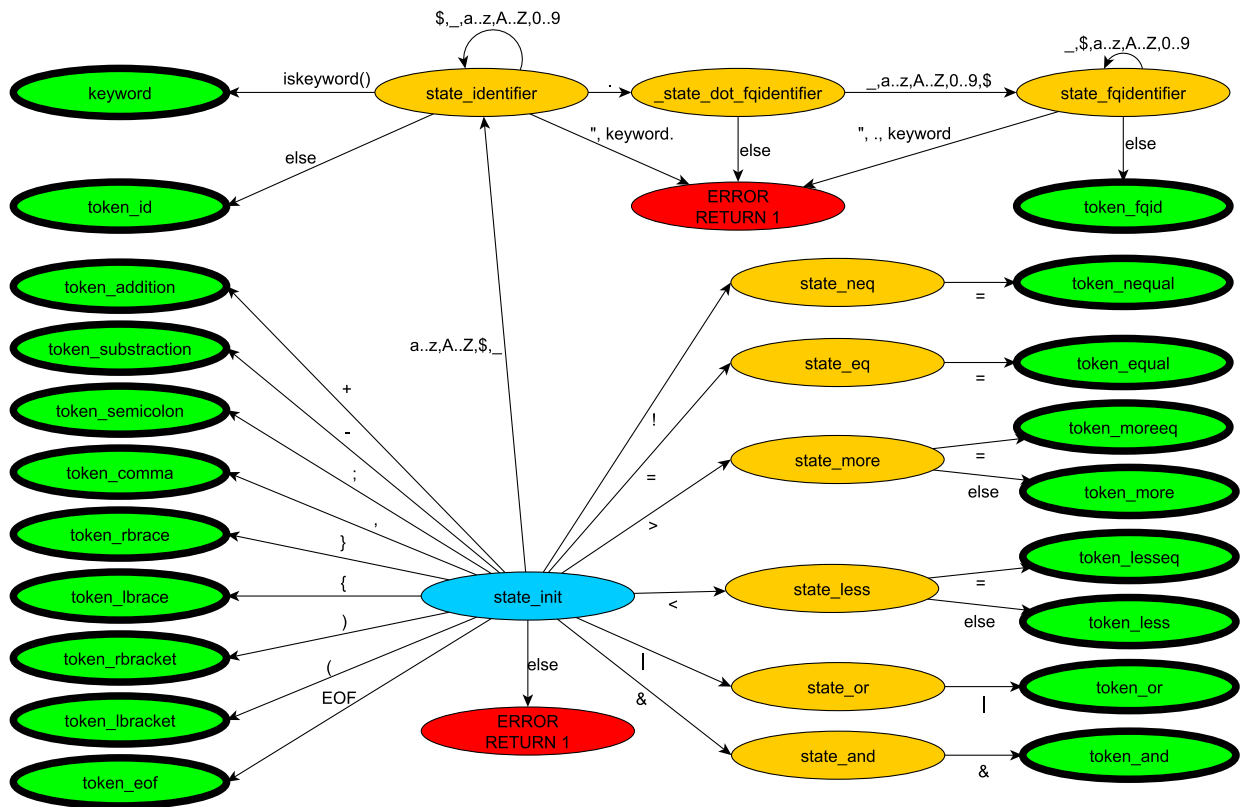 $,_,a..z,A..Z,0..9
_,$,a..z,A..Z,0..9
keyword
iskeyword()
state_identifier
.
_state_dot_fqidentifier
_,a..z,A..Z,0..9,$
state_fqidentifier
else
", keyword.
else
", ., keyword
else
token_id
ERROR
RETURN 1
token_fqid
token_addition
state_neq
=
token_nequal
token_substraction
a..z,A..Z,$,_
state_eq
=
token_equal
+
-
!
token_semicolon
token_moreeq
state_more
=
token_comma
;
=
else
token_more
,
>
token_rbrace
}
token_lesseq
{
token_lbrace
state_init
<
state_less
=
else
token_less
)
token_rbracket
(
else
|
EOF
&
state_or
|
token_or
token_lbracket
ERROR
RETURN 1
state_and
&
token_and
token_eof